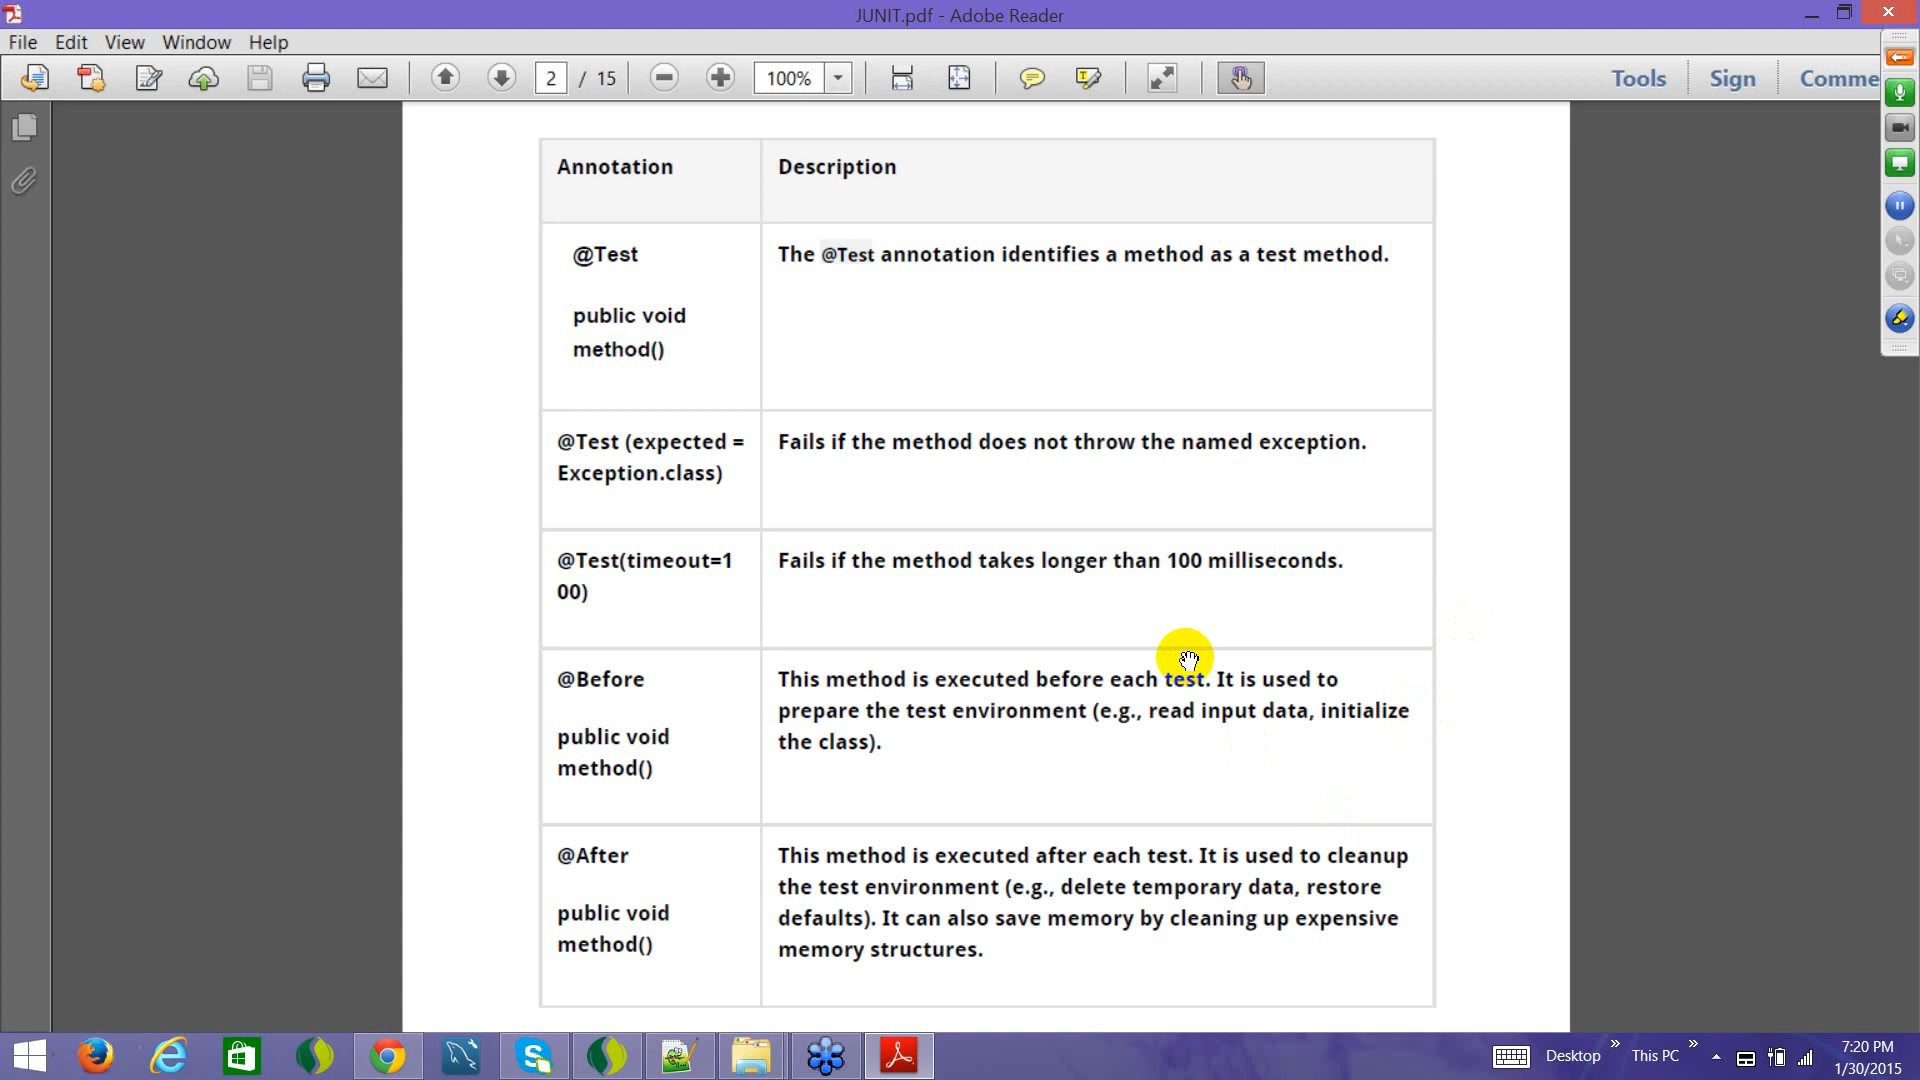 JUNIT.pdf - Adobe Reader
File Edit View Window Help
2 / 15
100%
Tools
Sign
Comme
Annotation
Description
@Test
public void
method()
The @Test annotation identifies a method as a test method.
@Test (expected =
Exception.class)
Fails if the method does not throw the named exception.
@Test(timeout=1
00)
Fails if the method takes longer than 100 milliseconds.
@Before
public void
method()
This method is executed before each test. It is used to
prepare the test environment (e.g., read input data, initialize
the class).
@After
public void
method()
This method is executed after each test. It is used to cleanup
the test environment (e.g., delete temporary data, restore
defaults). It can also save memory by cleaning up expensive
memory structures.
Desktop
This PC
7:20 PM
1/30/2015